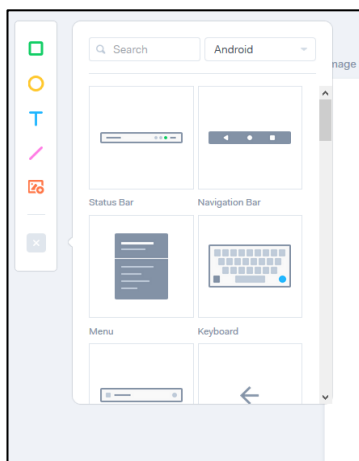 Search
Android
nage
Status Bar
Navigation Bar
Menu
Keyboard